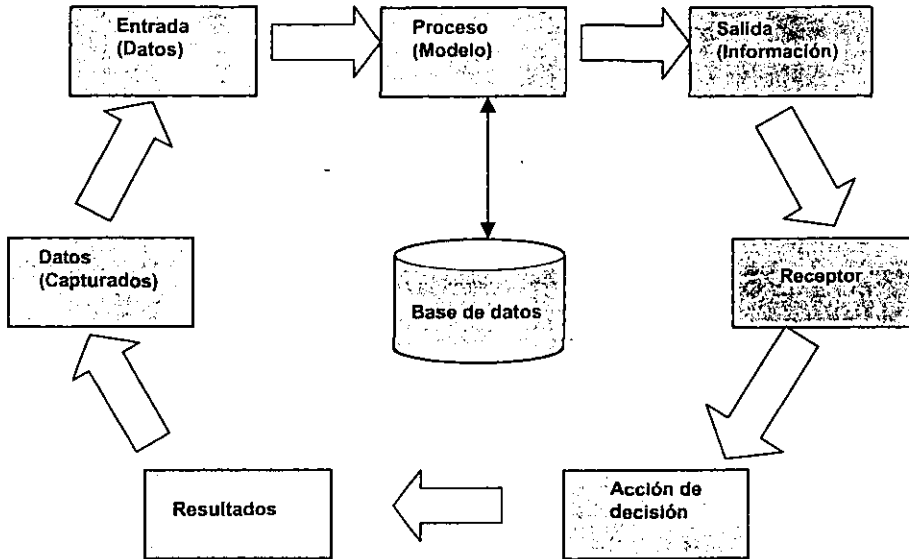 Entrada
(Datos)
Proceso
(Modelo)
Salida
(Información)
Datos
(Capturados)
Base de datos
Receptor
Resultados
Acción de
decisión